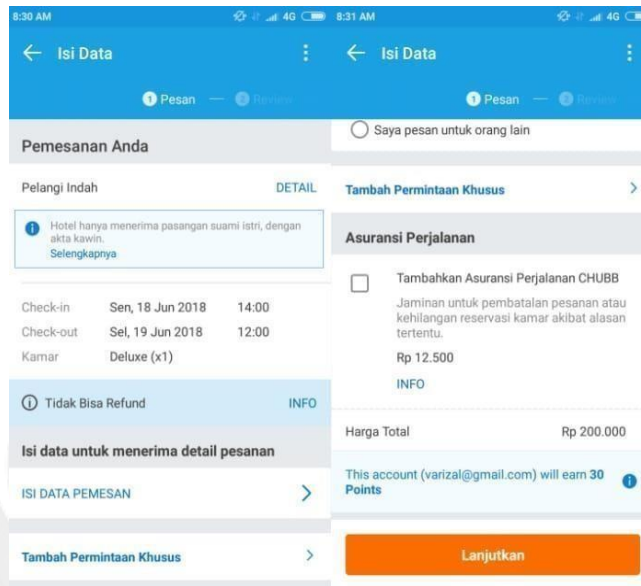 8:30 AM
4G
Isi Data
1 Pesan — 2 Review
Pemesanan Anda
Pelangi Indah DETAIL
Hotel hanya menerima pasangan suami istri, dengan
akta kawin.
Selengkapnya
Check-in Sen, 18 Jun 2018 14:00
Check-out Sel, 19 Jun 2018 12:00
Kamar Deluxe (x1)
Tidak Bisa Refund INFO
Isi data untuk menerima detail pesanan
ISI DATA PEMESAN
Tambah Permintaan Khusus
8:31 AM
4G
Isi Data
1 Pesan — 2 Review
Saya pesan untuk orang lain
Tambah Permintaan Khusus
Asuransi Perjalanan
Tambahkan Asuransi Perjalanan CHUBB
Jaminan untuk pembatalan pesanan atau
kehilangan reservasi kamar akibat alasan
tertentu.
Rp 12.500
INFO
Harga Total Rp 200.000
This account (varizal@gmail.com) will earn 30
Points
Lanjutkan